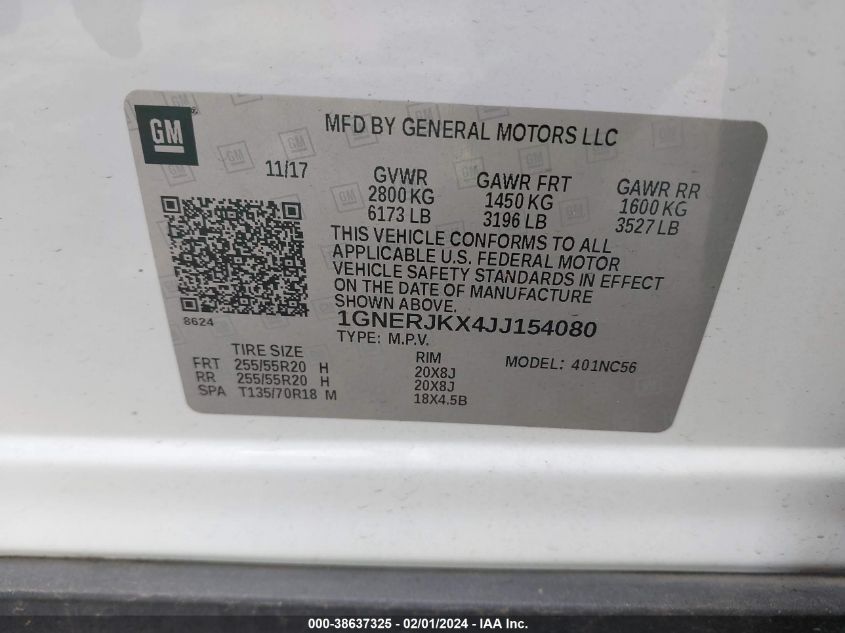 GM
MFD BY GENERAL MOTORS LLC
11/17
GVWR
2800 KG
6173 LB
GAWR FRT
1450 KG
3196 LB
GAWR RR
1600 KG
3527 LB
THIS VEHICLE CONFORMS TO ALL
APPLICABLE U.S. FEDERAL MOTOR
VEHICLE SAFETY STANDARDS IN EFFECT
ON THE DATE OF MANUFACTURE
SHOWN ABOVE.
8624
1GNERJKX4JJ154080
TYPE: M.P.V.
TIRE SIZE RIM MODEL: 401NC56
FRT 255/55R20 H 20X8J
RR 255/55R20 H 20X8J
SPA T135/70R18 M 18X4.5B
000-38637325 - 02/01/2024 - IAAI.com